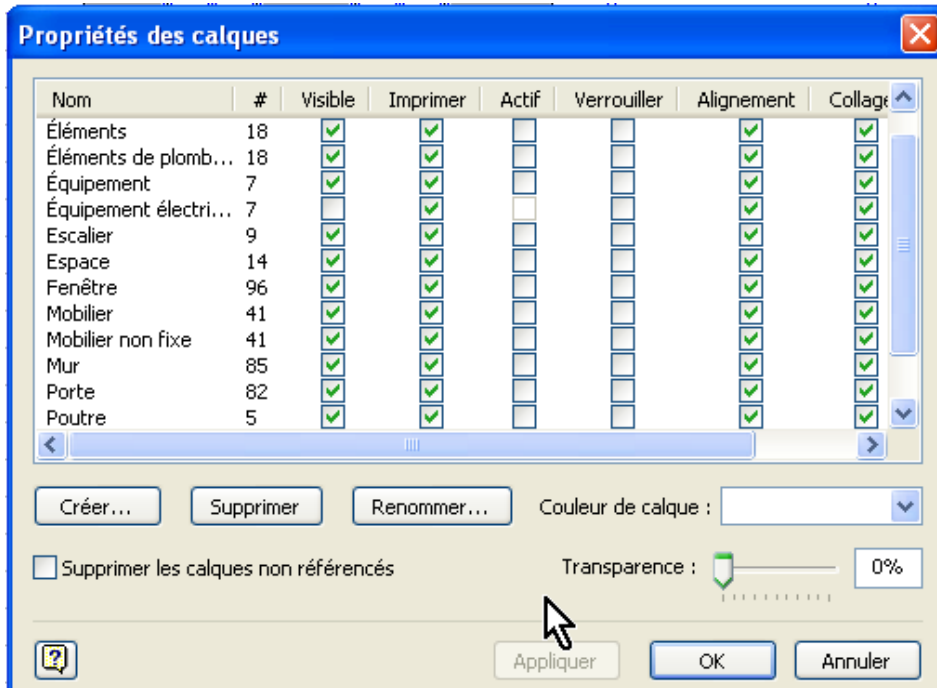 Propriétés des calques
Nom # Visible Imprimer Actif Verrouiller Alignement Collage
Éléments 18
Éléments de plomb... 18
Équipement 7
Équipement électri... 7
Escalier 9
Espace 14
Fenêtre 96
Mobilier 41
Mobilier non fixe 41
Mur 85
Porte 82
Poutre 5
Créer... Supprimer Renommer... Couleur de calque :
Supprimer les calques non référencés Transparence : 0%
? Appliquer OK Annuler